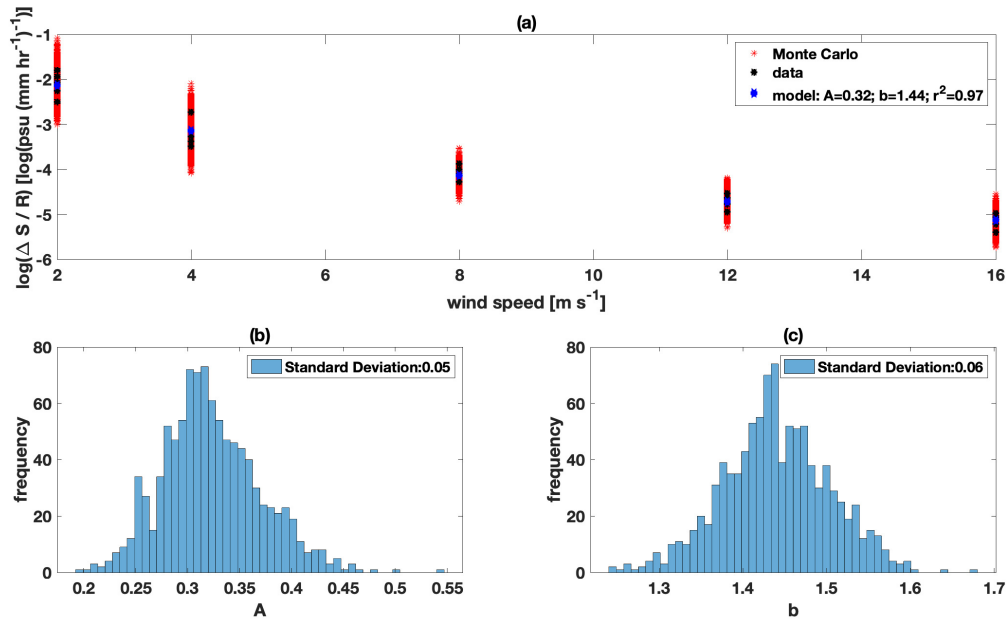 (a)
log(Δ S / R) [log(psu (mm hr⁻¹)⁻¹)]
-1
-2
-3
-4
-5
-6
Monte Carlo
data
model: A=0.32; b=1.44; r²=0.97
2 4 6 8 10 12 14 16
wind speed [m s⁻¹]
(b)
frequency
80
60
40
20
0
Standard Deviation:0.05
0.2 0.25 0.3 0.35 0.4 0.45 0.5 0.55
A
(c)
frequency
80
60
40
20
0
Standard Deviation:0.06
1.3 1.4 1.5 1.6 1.7
b